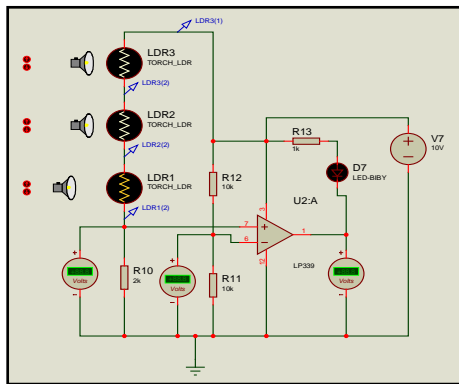 LDR3(1)
LDR3
TORCH_LDR
LDR3(2)
LDR2
TORCH_LDR
LDR2(2)
LDR1
TORCH_LDR
LDR1(2)
R13
1k
V7
10V
D7
LED-BIBY
R12
10k
U2:A
3
7
6
1
12
LP339
R10
2k
R11
10k
Volts
Volts
Volts